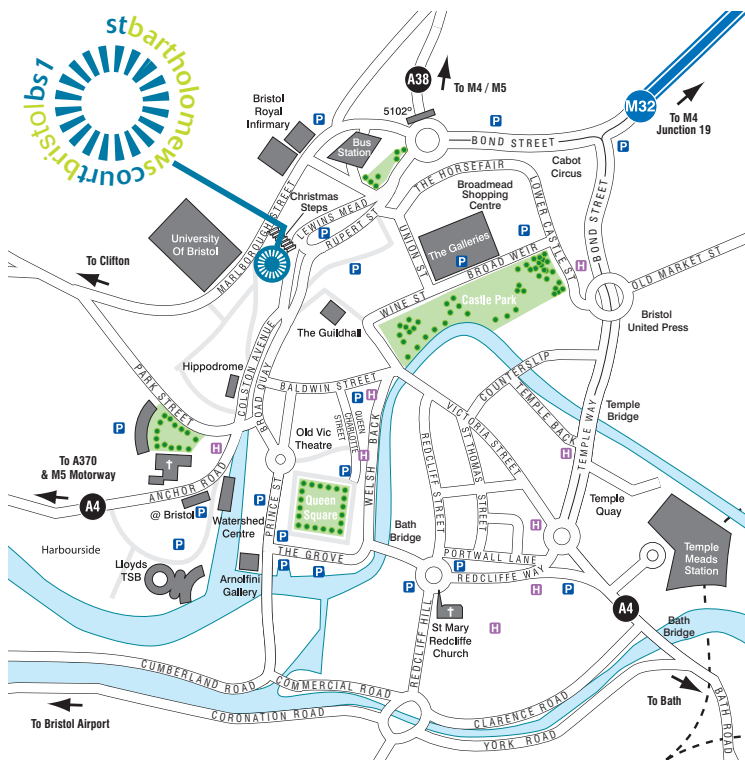 stbartholomewscourtbristolbs1
A38
To M4 / M5
M32
To M4
Junction 19
5102º
Bristol
Royal
Infirmary
P
Bus
Station
P
BOND STREET
P
Cabot
Circus
THE HORSEFAIR
Broadmead
Shopping
Centre
LOWER CASTLE ST
BOND STREET
MARLBOROUGH STREET
Christmas
Steps
LEWINS MEAD
RUPERT ST
P
P
UNION ST
The Galleries
P
P
BROAD WEIR
H
OLD MARKET ST
University
Of Bristol
To Clifton
WINE ST
Castle Park
Bristol
United Press
The Guildhall
Hippodrome
COLSTON AVENUE
BROAD QUAY
BALDWIN STREET
COUNTERSLIP
PARK STREET
P
H
QUEEN
CHARLOTTE
STREET
WELSH BACK
VICTORIA STREET
TEMPLE BACK
TEMPLE WAY
Temple
Bridge
P
H
Old Vic
Theatre
REDCLIFF STREET
ST THOMAS
STREET
H
H
To A370
& M5 Motorway
A4
ANCHOR ROAD
P
@ Bristol
P
Watershed
Centre
P
PRINCE ST
Queen
Square
Temple
Quay
Bath
Bridge
H
Harbourside
P
P
THE GROVE
P
P
PORTWALL LANE
REDCLIFFE WAY
P
Temple
Meads
Station
Lloyds
TSB
Arnolfini
Gallery
P
P
H
P
A4
REDCLIFF HILL
St Mary
Redcliffe
Church
H
Bath
Bridge
CUMBERLAND ROAD
COMMERCIAL ROAD
CLARENCE ROAD
To Bath
CORONATION ROAD
To Bristol Airport
YORK ROAD
BATH ROAD